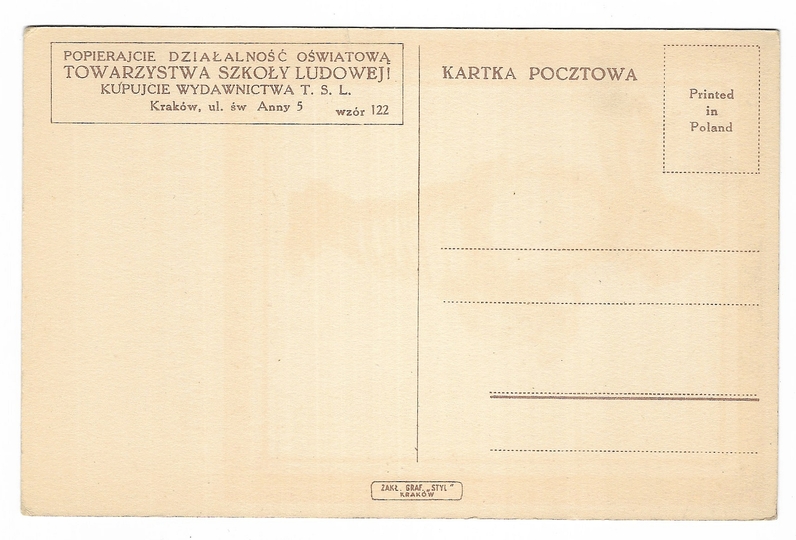 POPIERAJCIE DZIAŁALNOŚĆ OŚWIATOWĄ
TOWARZYSTWA SZKOŁY LUDOWEJ!
KUPUJCIE WYDAWNICTWA T. S. L.
Kraków, ul. św Anny 5 wzór 122
KARTKA POCZTOWA
Printed
in
Poland
ZAKŁ. GRAF. „STYL"
KRAKÓW